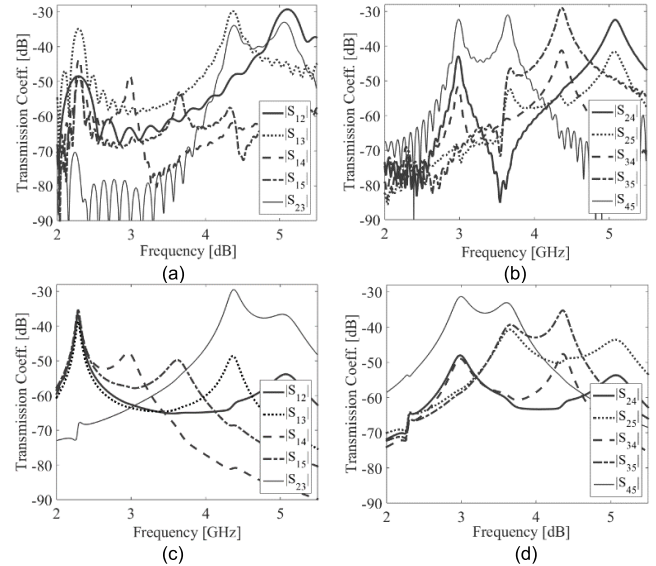 -30
-40
-50
-60
-70
-80
-90
Transmission Coeff. [dB]
|S12|
|S13|
|S14|
|S15|
|S23|
2 3 4 5
Frequency [dB]
(a)
-30
-40
-50
-60
-70
-80
-90
Transmission Coeff. [dB]
|S24|
|S25|
|S34|
|S35|
|S45|
2 3 4 5
Frequency [GHz]
(b)
-30
-40
-50
-60
-70
-80
-90
Transmission Coeff. [dB]
|S12|
|S13|
|S14|
|S15|
|S23|
2 3 4 5
Frequency [GHz]
(c)
-30
-40
-50
-60
-70
-80
-90
Transmission Coeff. [dB]
|S24|
|S25|
|S34|
|S35|
|S45|
2 3 4 5
Frequency [dB]
(d)